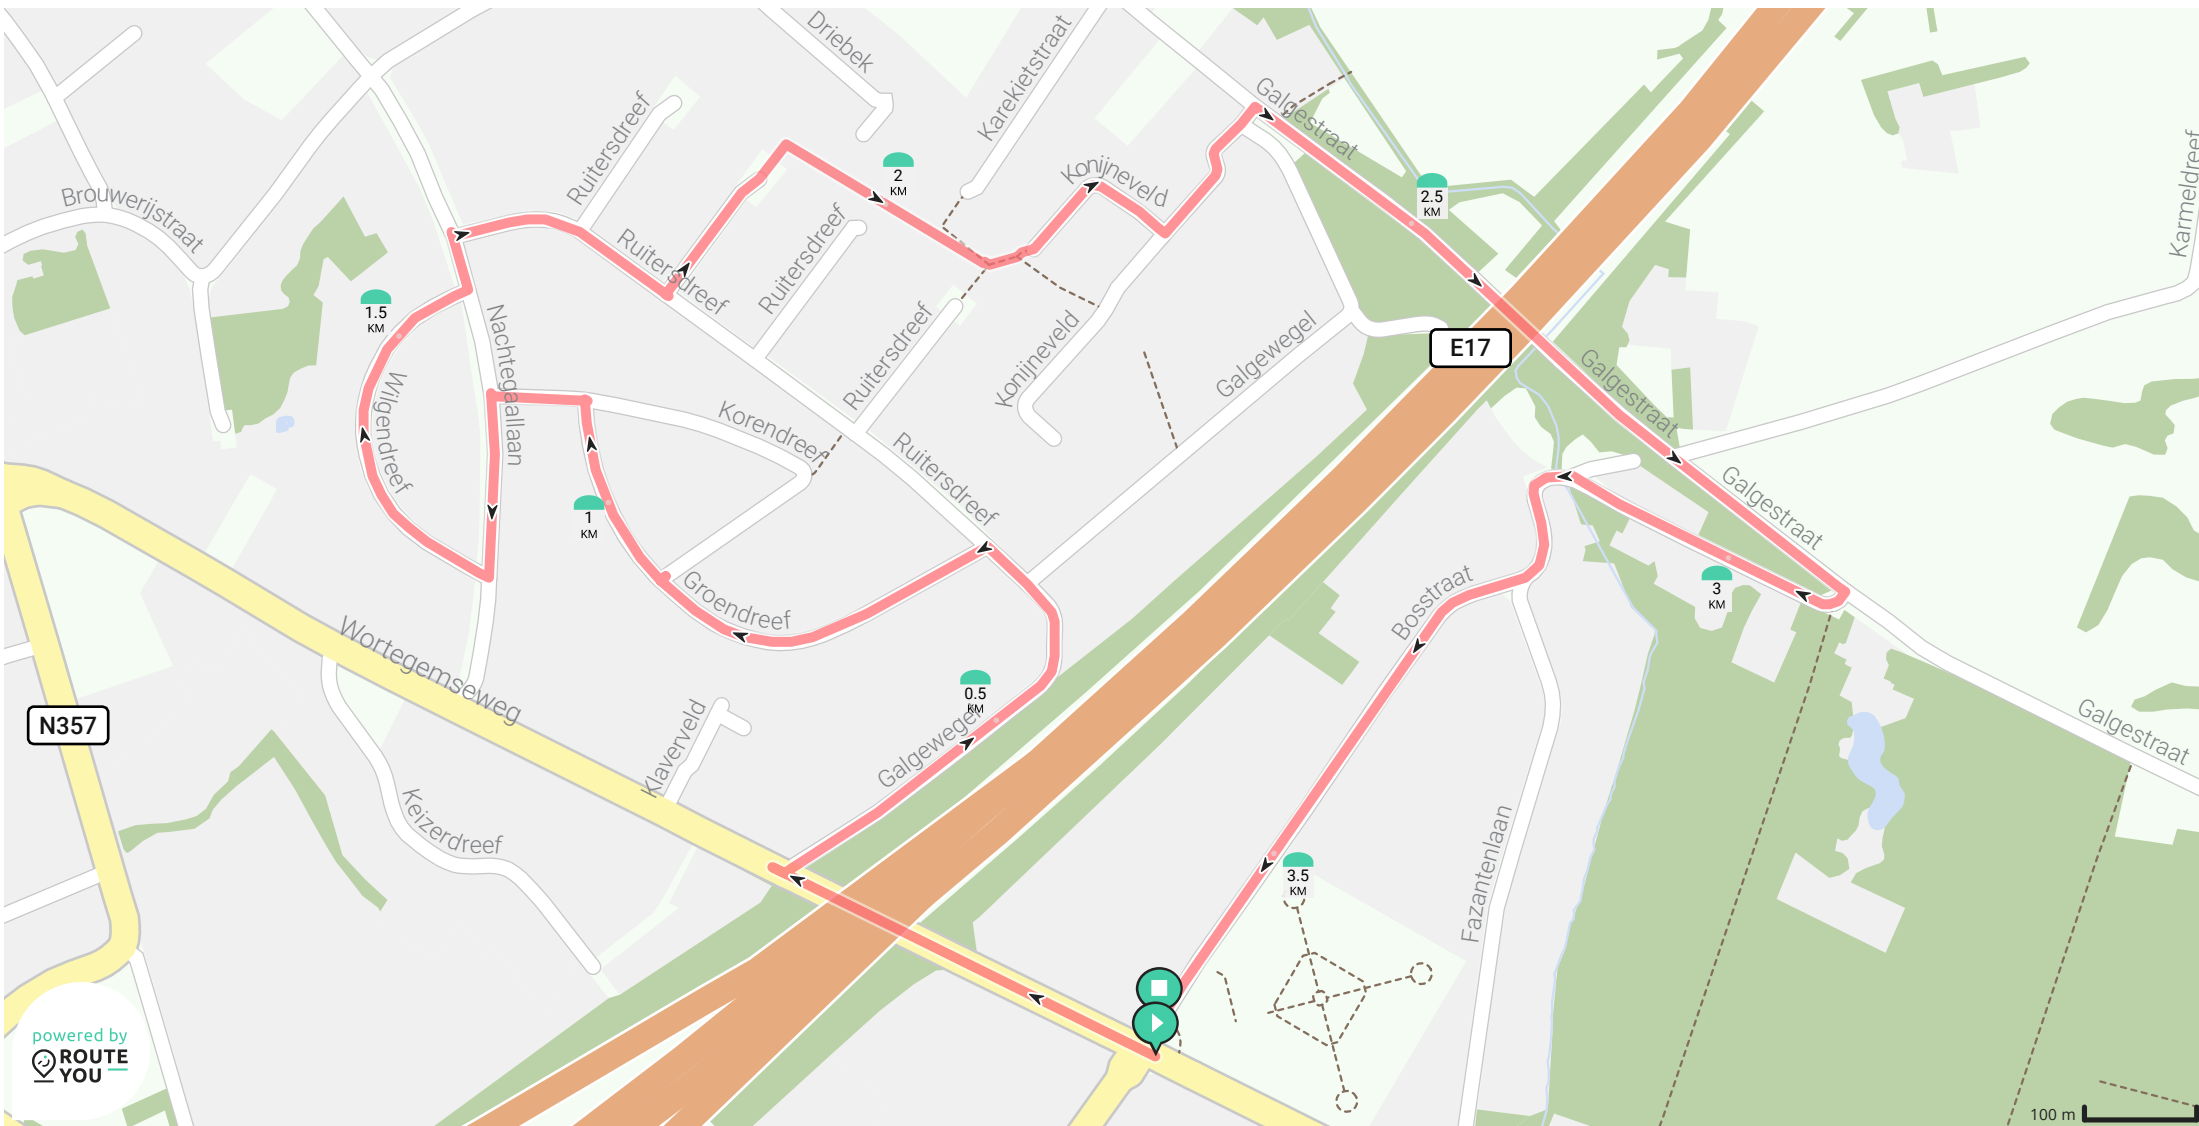 Driebek
Karekietstraat
Galgestraat
Ruitersdreef
Konijneveld
2
KM
2.5
KM
Karmeldreef
Brouwerijstraat
Ruitersdreef
Ruitersdreef
1.5
KM
Nachtegaallaan
Ruitersdreef
Konijneveld
Galgewegel
E17
Galgestraat
Wilgendreef
Korendreef
Ruitersdreef
Galgestraat
1
KM
Groendreef
Bosstraat
3
KM
Wortegemseweg
0.5
KM
Galgewegel
Klaverveld
N357
Galgestraat
Keizerdreef
Fazantenlaan
3.5
KM
powered by
ROUTE
YOU
100 m